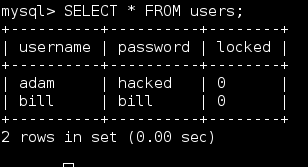 mysql> SELECT * FROM users;
+----------+----------+--------+
| username | password | locked |
+----------+----------+--------+
| adam     | hacked   | 0      |
| bill     | bill     | 0      |
+----------+----------+--------+
2 rows in set (0.00 sec)